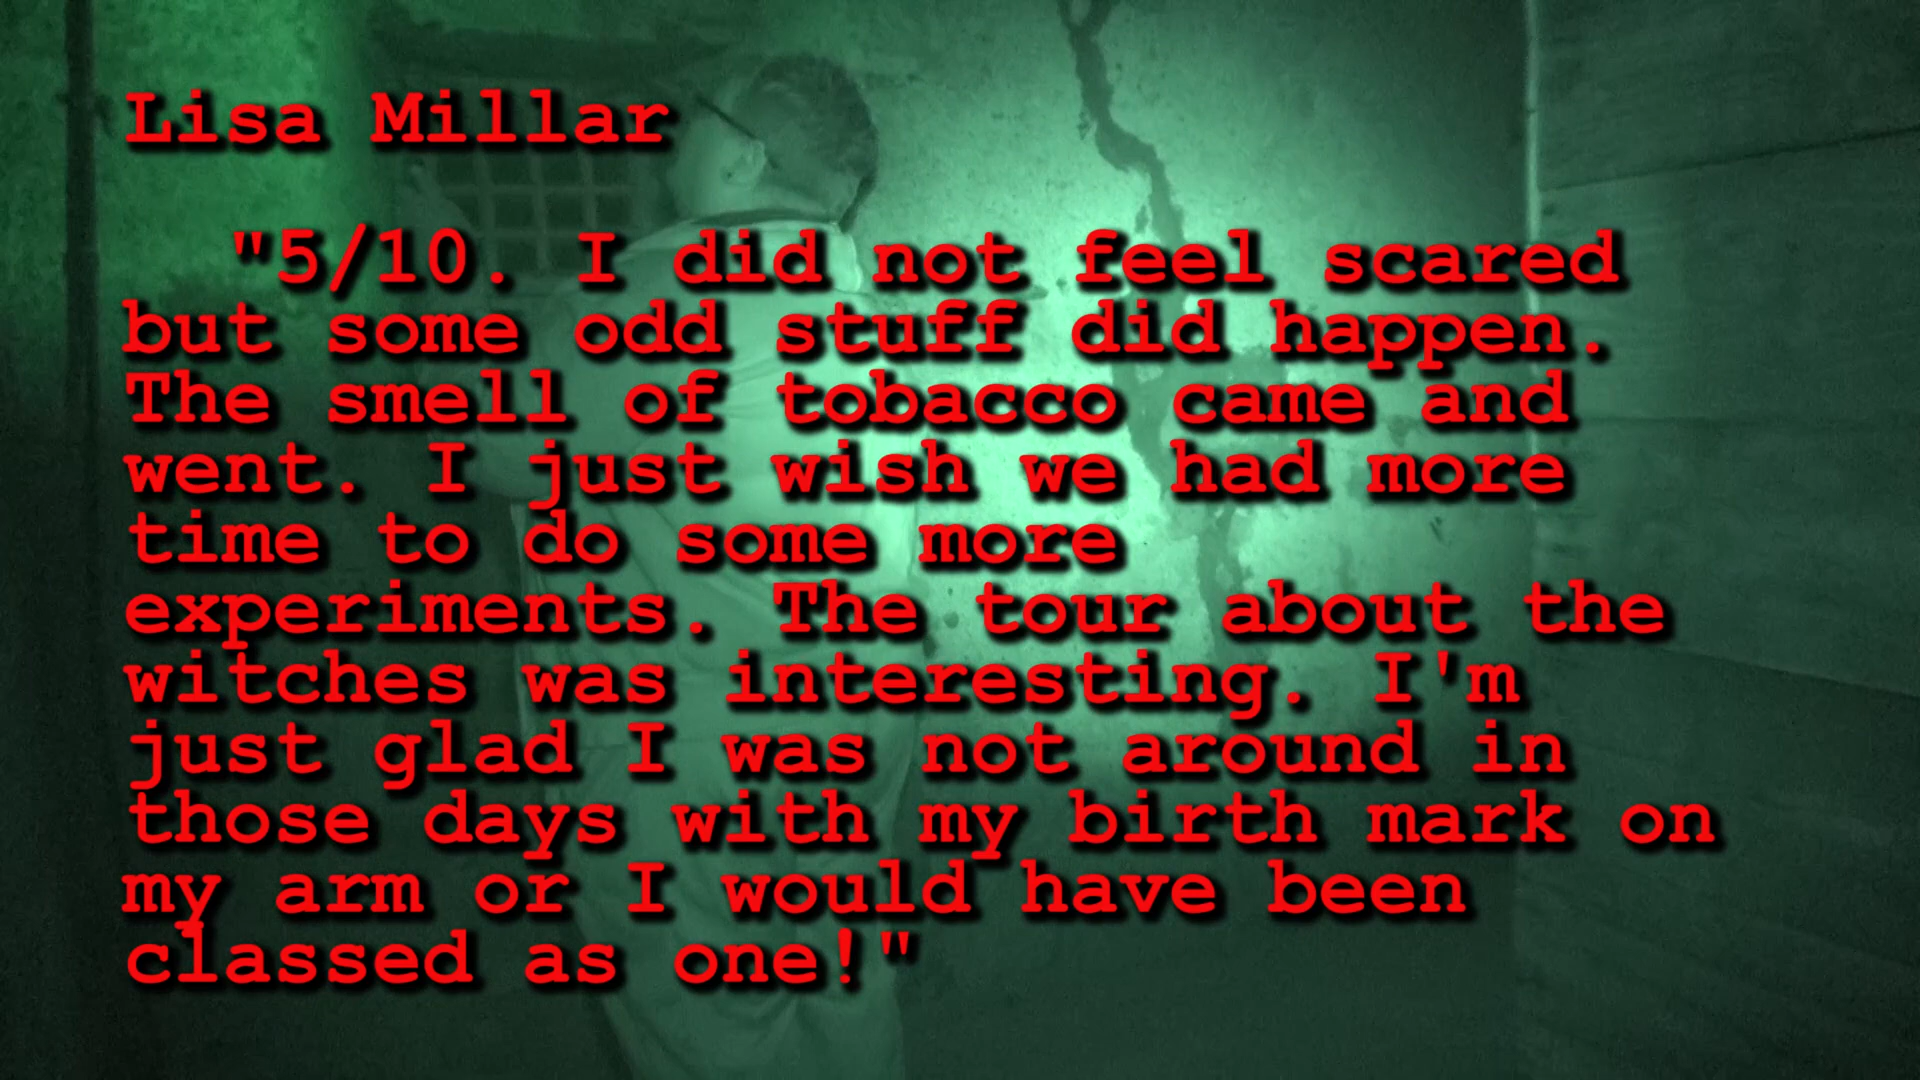 Lisa Millar
"5/10. I did not feel scared
but some odd stuff did happen.
The smell of tobacco came and
went. I just wish we had more
time to do some more
experiments. The tour about the
witches was interesting. I'm
just glad I was not around in
those days with my birth mark on
my arm or I would have been
classed as one!"